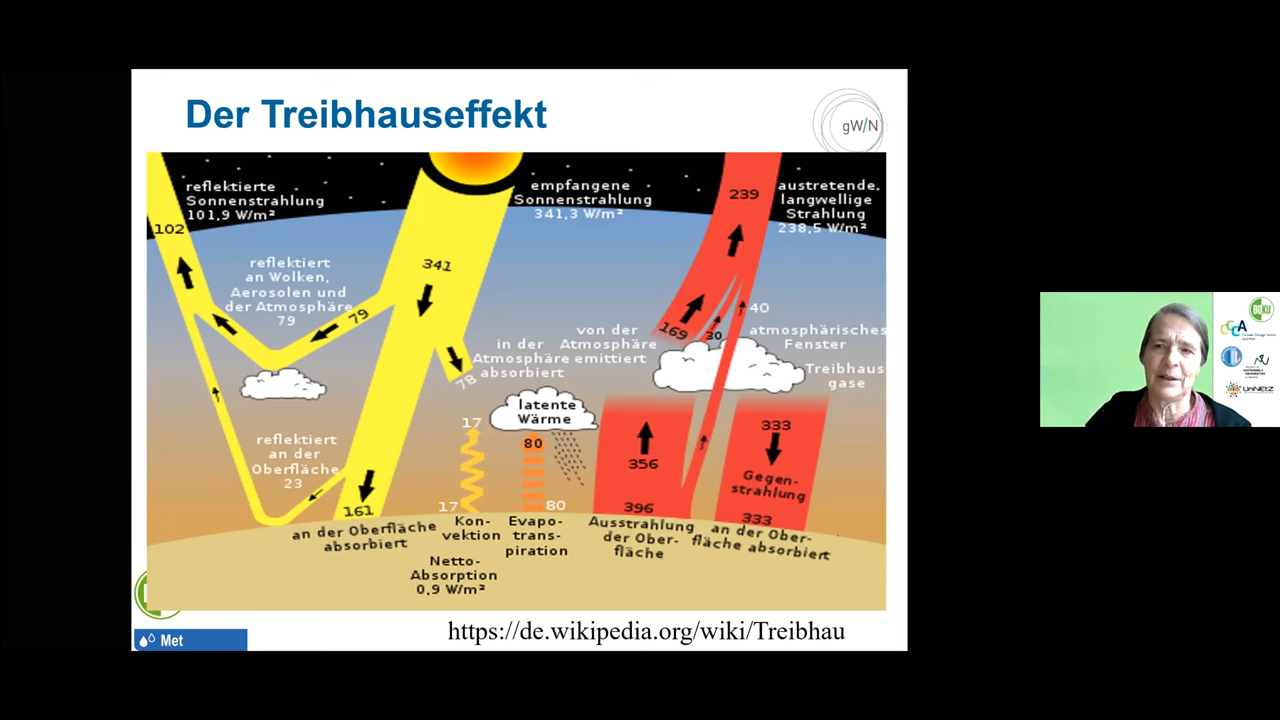 Der Treibhauseffekt
gW/N
reflektierte
Sonnenstrahlung
101,9 W/m²
102
empfangene
Sonnenstrahlung
341,3 W/m²
239
austretende
langwellige
Strahlung
238,5 W/m²
reflektiert
an Wolken,
Aerosolen und
der Atmosphäre
79
79
341
78
in der
Atmosphäre
absorbiert
von der
Atmosphäre
emittiert
169
30
40
atmosphärisches
Fenster
Treibhaus
gase
latente
Wärme
17
80
reflektiert
an der
Oberfläche
23
161
an der Oberfläche
absorbiert
17
Kon-
vektion
80
Evapo-
trans-
piration
Netto-
Absorption
0,9 W/m²
356
396
Ausstrahlung
der Ober-
fläche
333
Gegen-
strahlung
333
an der Ober-
fläche absorbiert
Met
https://de.wikipedia.org/wiki/Treibhau
BOKU
CCCA
UniNEtZ